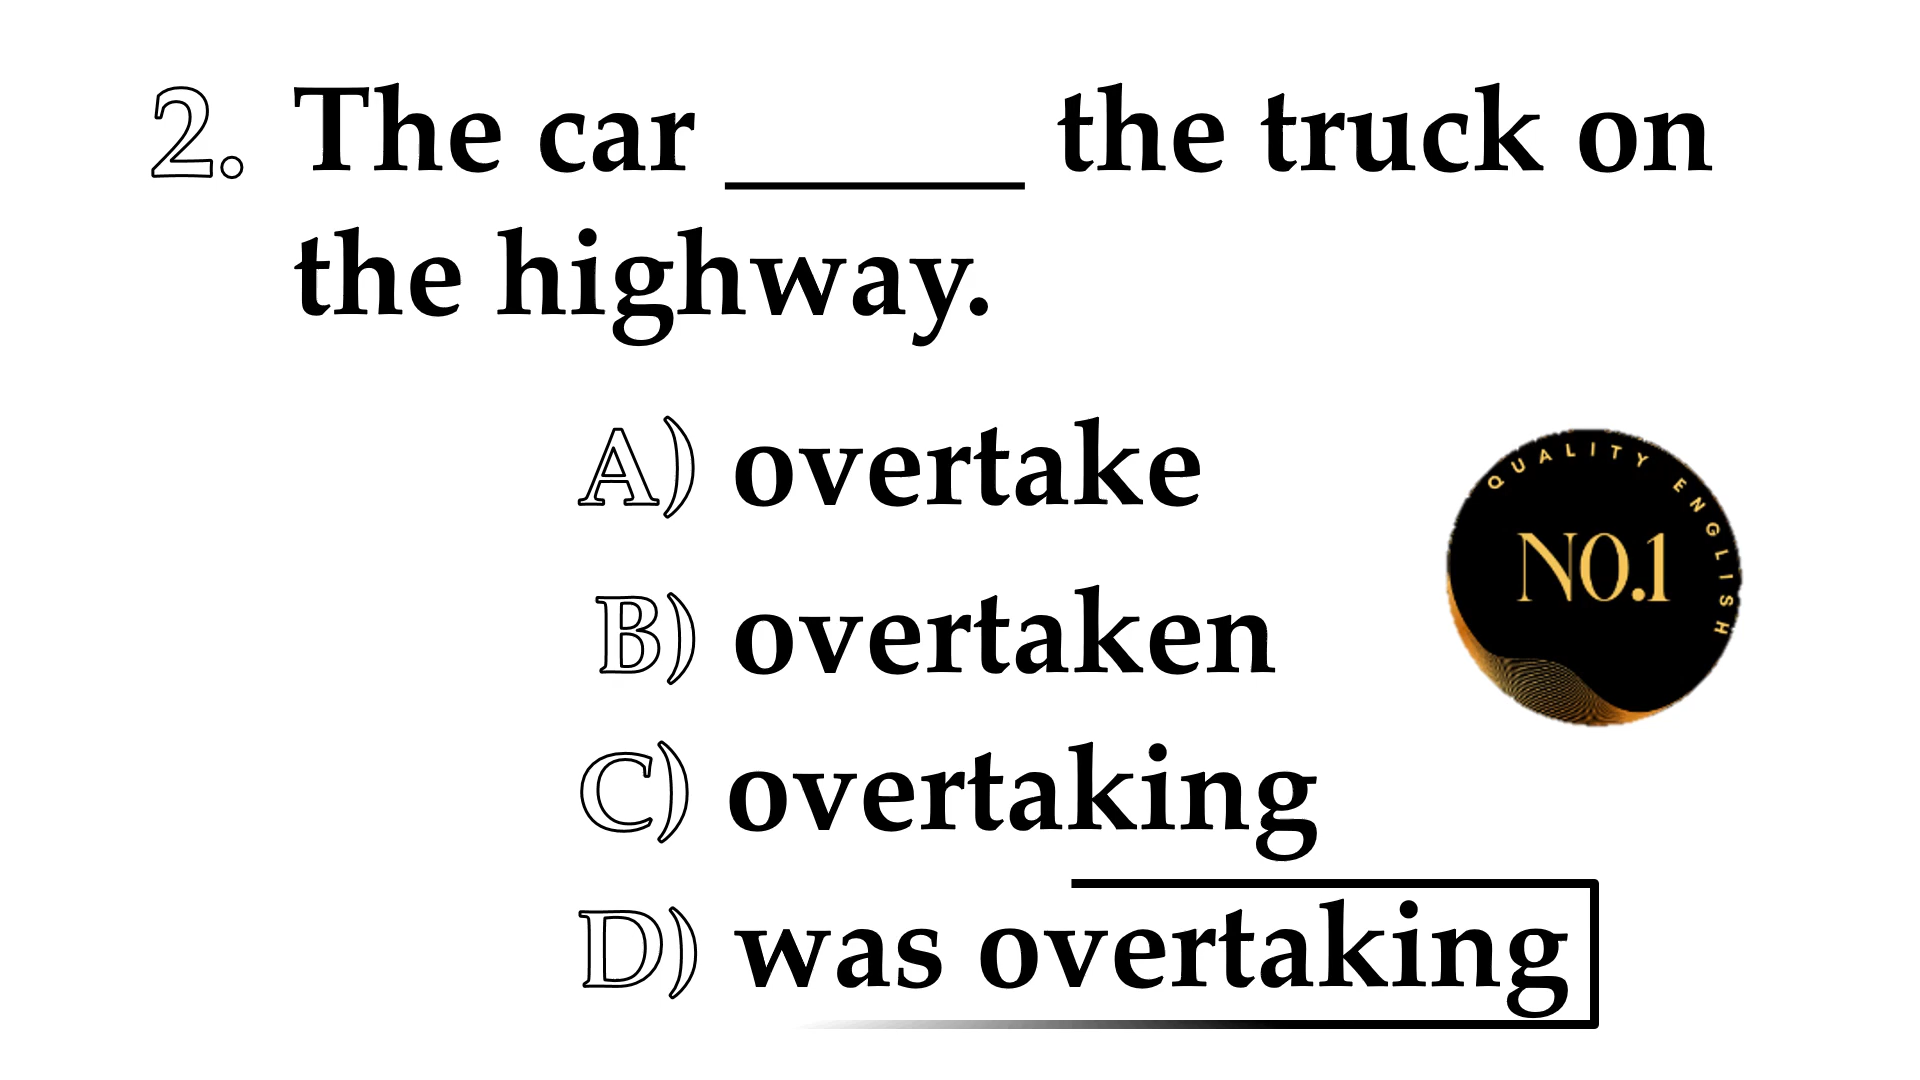 2. The car ______ the truck on
the highway.
A) overtake
B) overtaken
C) overtaking
D) was overtaking
QUALITY ENGLISH
NO.1